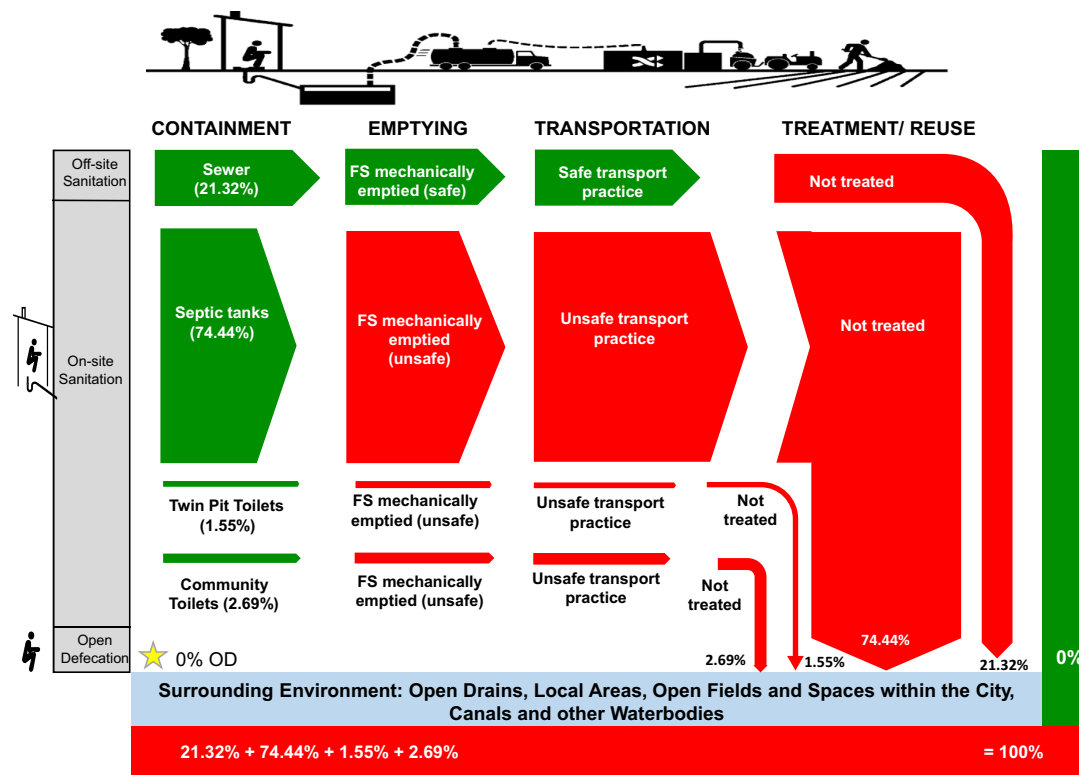 CONTAINMENT
EMPTYING
TRANSPORTATION
TREATMENT/ REUSE
Off-site
Sanitation
Sewer
(21.32%)
FS mechanically
emptied (safe)
Safe transport
practice
Not treated
On-site
Sanitation
Septic tanks
(74.44%)
FS mechanically
emptied
(unsafe)
Unsafe transport
practice
Not treated
Twin Pit Toilets
(1.55%)
FS mechanically
emptied (unsafe)
Unsafe transport
practice
Not
treated
Community
Toilets (2.69%)
FS mechanically
emptied (unsafe)
Unsafe transport
practice
Not
treated
Open
Defecation
0% OD
2.69%
1.55%
74.44%
21.32%
0%
Surrounding Environment: Open Drains, Local Areas, Open Fields and Spaces within the City,
Canals and other Waterbodies
21.32% + 74.44% + 1.55% + 2.69%
= 100%